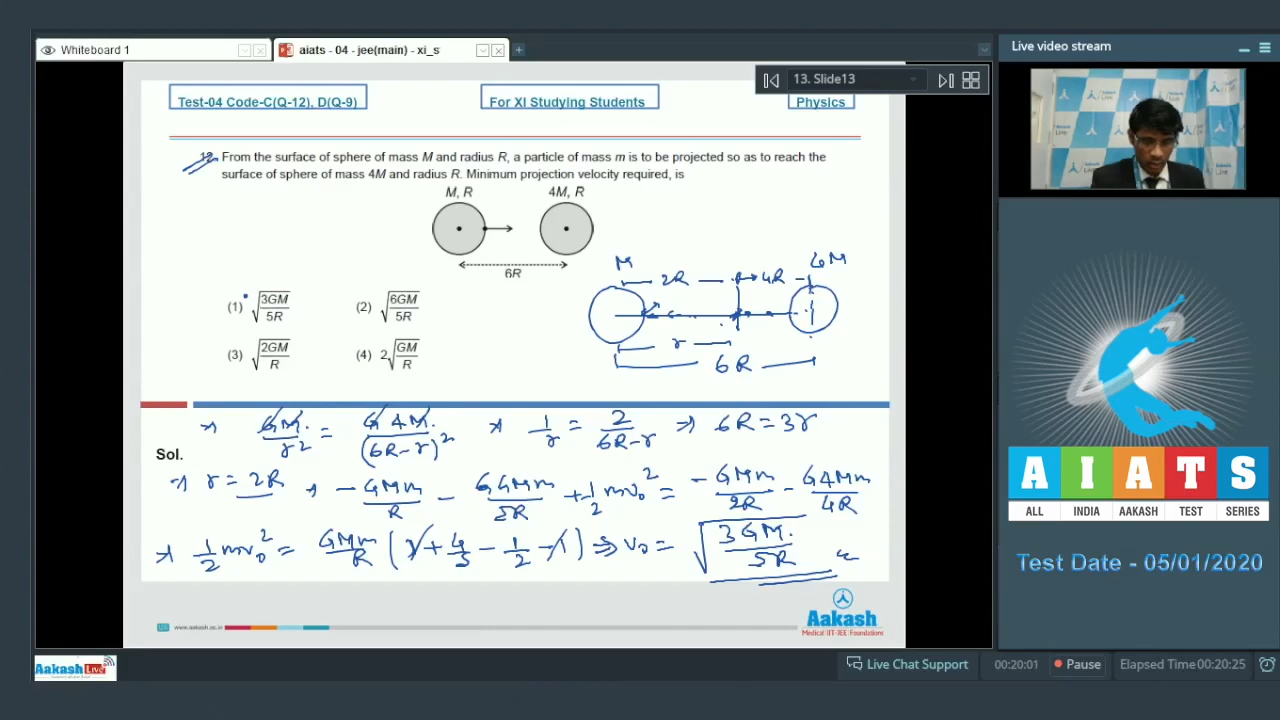 Whiteboard 1
aiats - 04 - jee(main) - xi_s
Live video stream
13. Slide13
Test-04 Code-C(Q-12), D(Q-9)
For XI Studying Students
Physics
12. From the surface of sphere of mass M and radius R, a particle of mass m is to be projected so as to reach the
surface of sphere of mass 4M and radius R. Minimum projection velocity required, is
M, R
4M, R
6R
(1) √(3GM/5R)
(2) √(6GM/5R)
(3) √(2GM/R)
(4) 2√(GM/R)
M
2R
4R
4M
r
6R
⇒ GM/r² = G4M/(6R-r)² ⇒ 1/r = 2/(6R-r) ⇒ 6R = 3r
Sol.
⇒ r = 2R ⇒ -GMm/R - G4Mm/5R + 1/2 mv₀² = -GMm/2R - G4Mm/4R
⇒ 1/2 mv₀² = GMm/R (1 + 4/5 - 1/2 - 1) ⇒ v₀ = √(3GM/5R)
www.aakash.ac.in
Aakash
Medical|IIT-JEE|Foundations
A I A T S
ALL INDIA AAKASH TEST SERIES
Test Date - 05/01/2020
Aakash Live
Live Chat Support
00:20:01
Pause
Elapsed Time 00:20:25